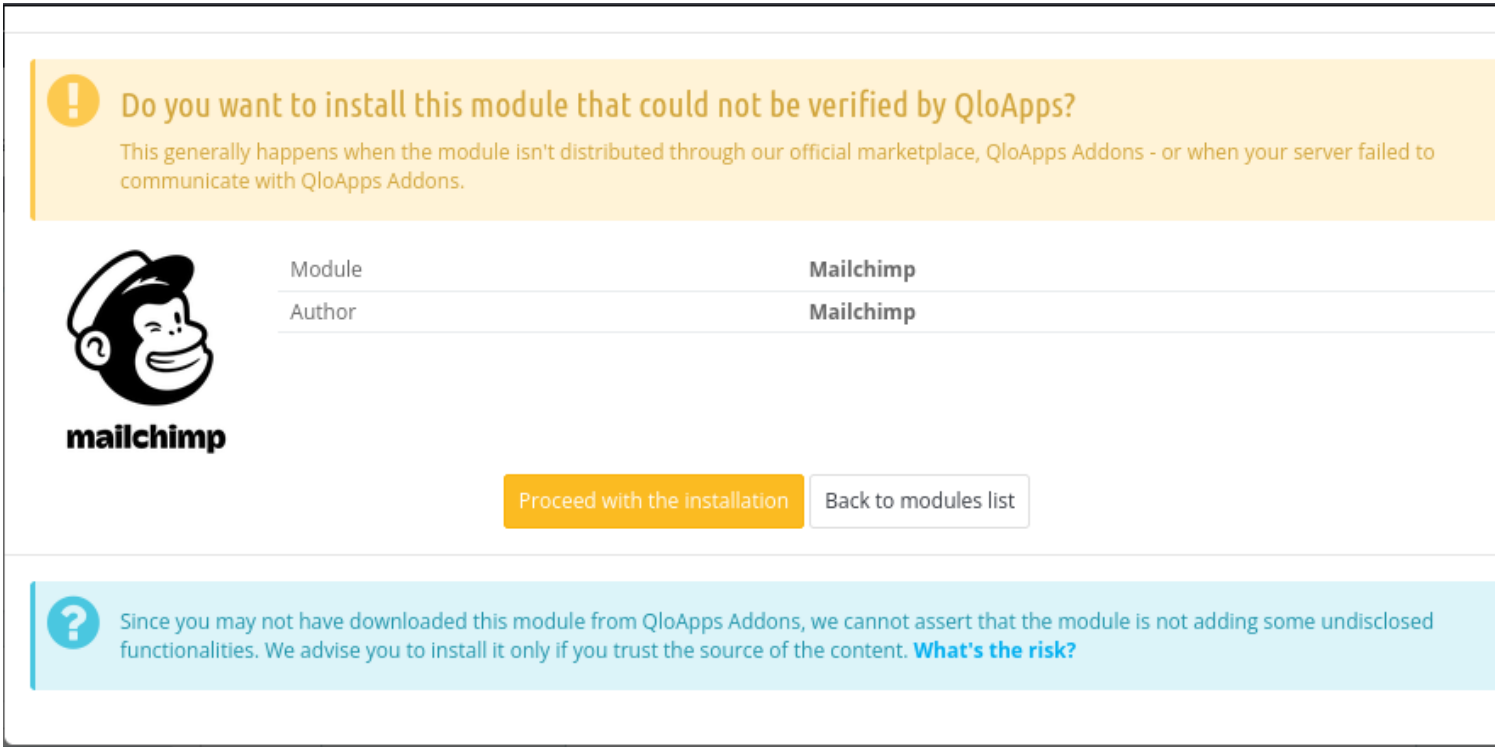 Do you want to install this module that could not be verified by QloApps?
This generally happens when the module isn't distributed through our official marketplace, QloApps Addons - or when your server failed to
communicate with QloApps Addons.
Module Mailchimp
Author Mailchimp
mailchimp
Proceed with the installation Back to modules list
Since you may not have downloaded this module from QloApps Addons, we cannot assert that the module is not adding some undisclosed
functionalities. We advise you to install it only if you trust the source of the content. What's the risk?